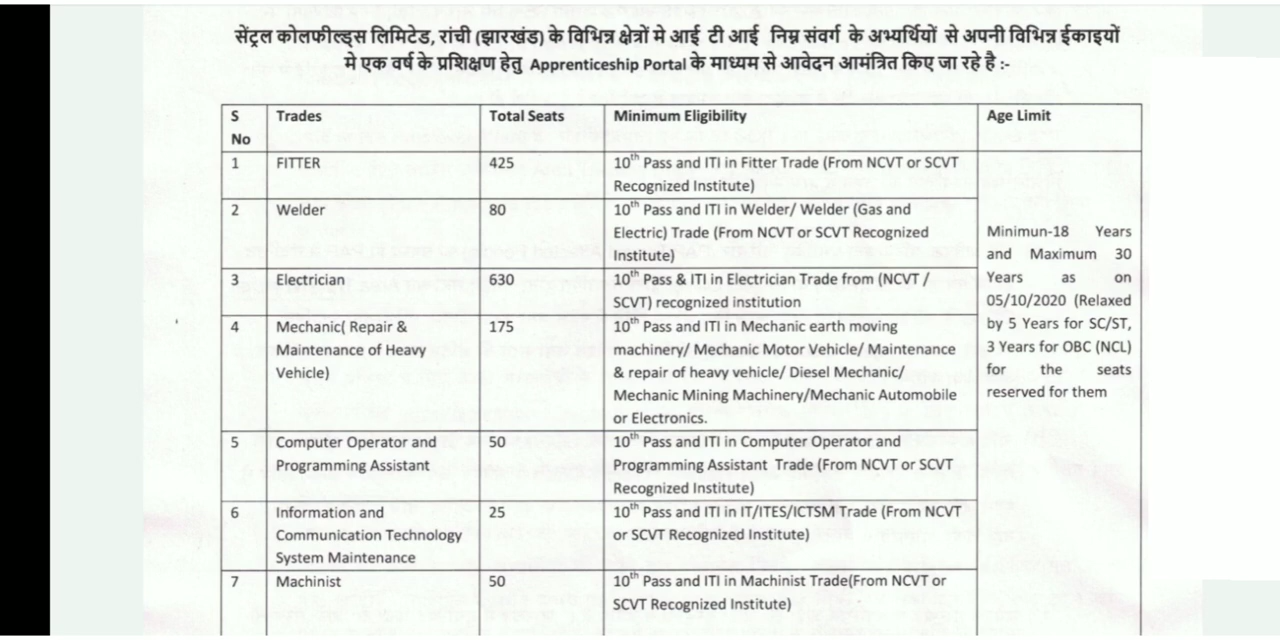 सेंट्रल कोलफील्ड्स लिमिटेड, रांची (झारखंड) के विभिन्न क्षेत्रों मे आई टी आई निम्न संवर्ग के अभ्यर्थियों से अपनी विभिन्न ईकाइयों
मे एक वर्ष के प्रशिक्षण हेतु Apprenticeship Portal के माध्यम से आवेदन आमंत्रित किए जा रहे है :-
S No Trades Total Seats Minimum Eligibility Age Limit
1 FITTER 425 10th Pass and ITI in Fitter Trade (From NCVT or SCVT
Recognized Institute)
2 Welder 80 10th Pass and ITI in Welder/ Welder (Gas and
Electric) Trade (From NCVT or SCVT Recognized
Institute)
3 Electrician 630 10th Pass & ITI in Electrician Trade from (NCVT /
SCVT) recognized institution
4 Mechanic( Repair &
Maintenance of Heavy
Vehicle)
175
10th Pass and ITI in Mechanic earth moving
machinery/ Mechanic Motor Vehicle/ Maintenance
& repair of heavy vehicle/ Diesel Mechanic/
Mechanic Mining Machinery/Mechanic Automobile
or Electronics.
5 Computer Operator and
Programming Assistant
50
10th Pass and ITI in Computer Operator and
Programming Assistant Trade (From NCVT or SCVT
Recognized Institute)
6 Information and
Communication Technology
System Maintenance
25
10th Pass and ITI in IT/ITES/ICTSM Trade (From NCVT
or SCVT Recognized Institute)
7 Machinist 50 10th Pass and ITI in Machinist Trade(From NCVT or
SCVT Recognized Institute)
Minimun-18 Years
and Maximum 30
Years as on
05/10/2020 (Relaxed
by 5 Years for SC/ST,
3 Years for OBC (NCL)
for the seats
reserved for them